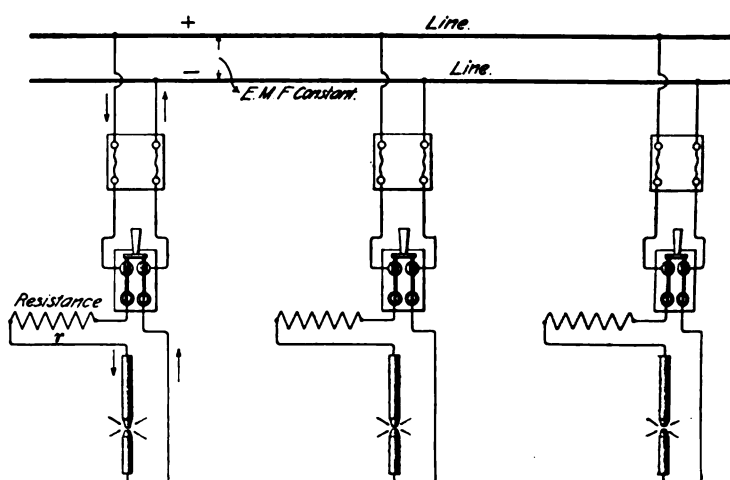 + Line.
− Line.
E.M.F Constant.
Resistance
r